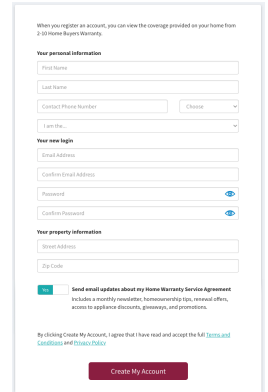 When you register an account, you can view the coverage provided on your home from
2-10 Home Buyers Warranty.
Your personal information
First Name
Last Name
Contact Phone Number
Choose
I am the...
Your new login
Email Address
Confirm Email Address
Password
Confirm Password
Your property information
Street Address
Zip Code
Yes
Send email updates about my Home Warranty Service Agreement
Includes a monthly newsletter, homeownership tips, renewal offers,
access to appliance discounts, giveaways, and promotions.
By clicking Create My Account, I agree that I have read and accept the full Terms and
Conditions and Privacy Policy
Create My Account